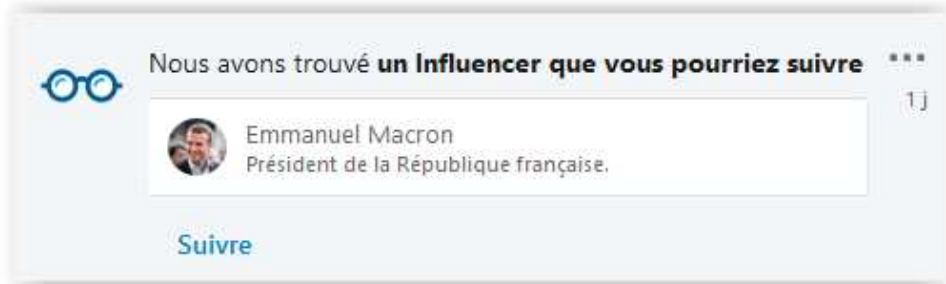 Nous avons trouvé un Influencer que vous pourriez suivre
1 j
Emmanuel Macron
Président de la République française.
Suivre